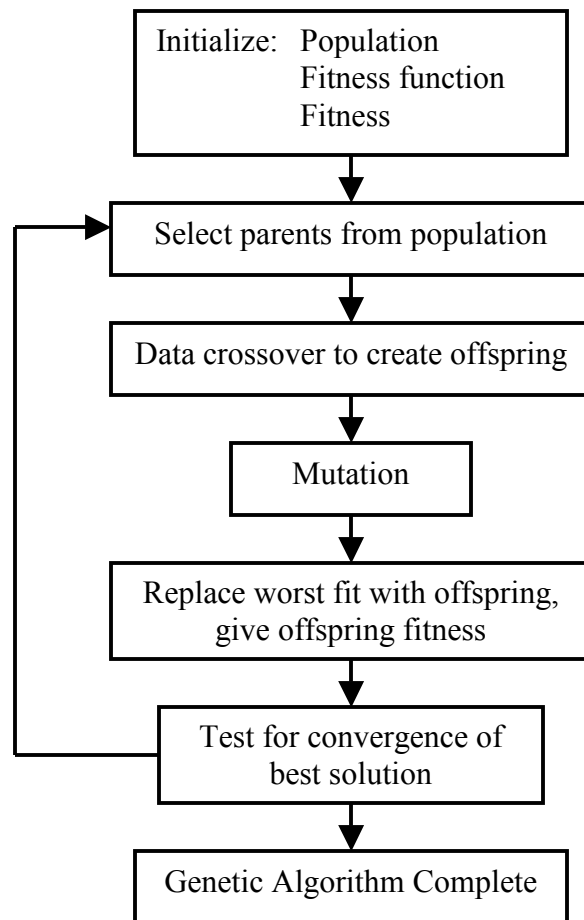 Initialize: Population
Fitness function
Fitness
Select parents from population
Data crossover to create offspring
Mutation
Replace worst fit with offspring,
give offspring fitness
Test for convergence of
best solution
Genetic Algorithm Complete